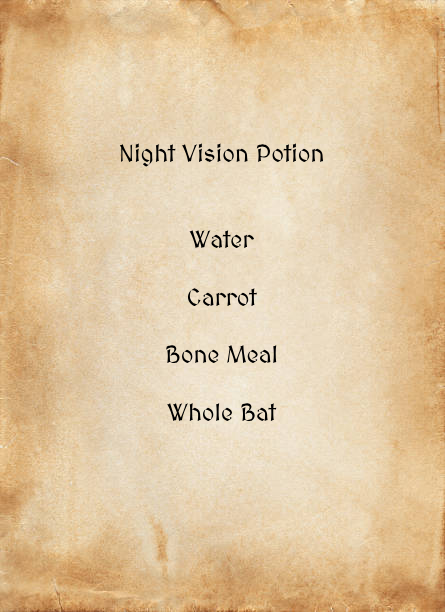 Night Vision Potion
Water
Carrot
Bone Meal
Whole Bat